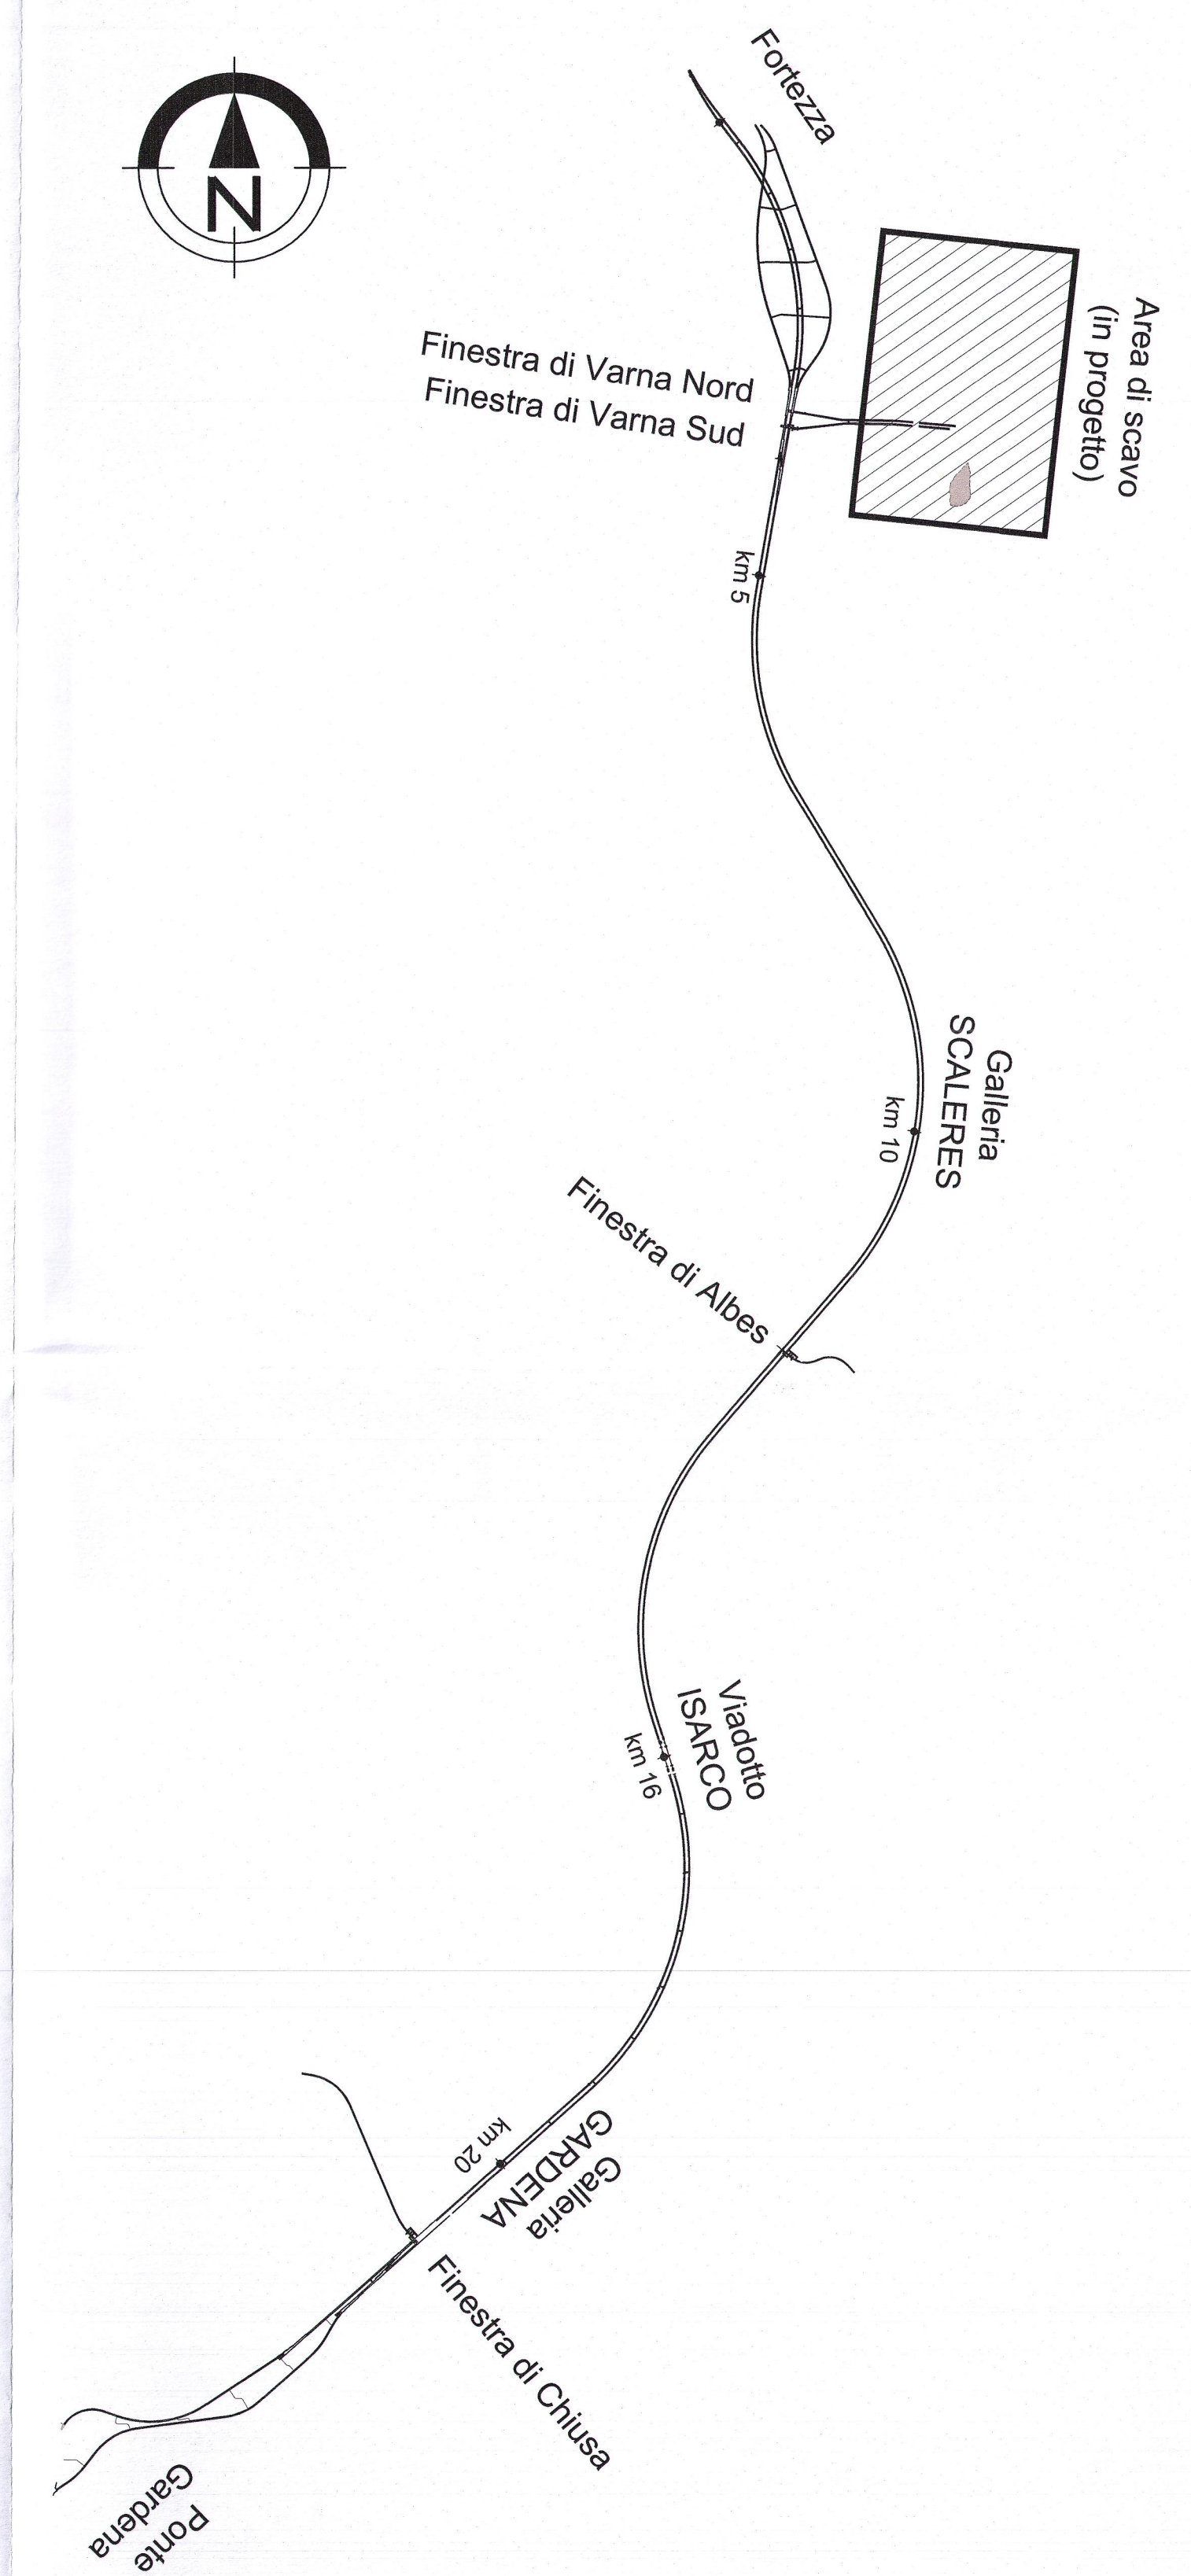 Fortezza
N
Area di scavo
(in progetto)
Finestra di Varna Nord
Finestra di Varna Sud
km 5
Galleria
SCALERES
km 10
Finestra di Albes
Viadotto
ISARCO
km 16
Galleria
GARDENA
km 20
Finestra di Chiusa
Ponte
Gardena